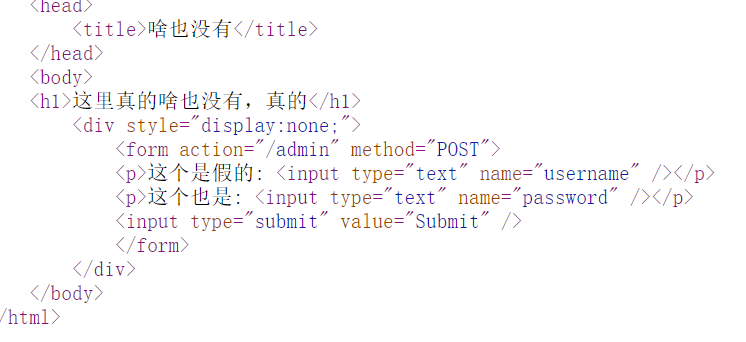 <head>
<title>啥也没有</title>
</head>
<body>
<h1>这里真的啥也没有，真的</h1>
<div style="display:none;">
<form action="/admin" method="POST">
<p>这个是假的: <input type="text" name="username" /></p>
<p>这个也是: <input type="text" name="password" /></p>
<input type="submit" value="Submit" />
</form>
</div>
</body>
/html>